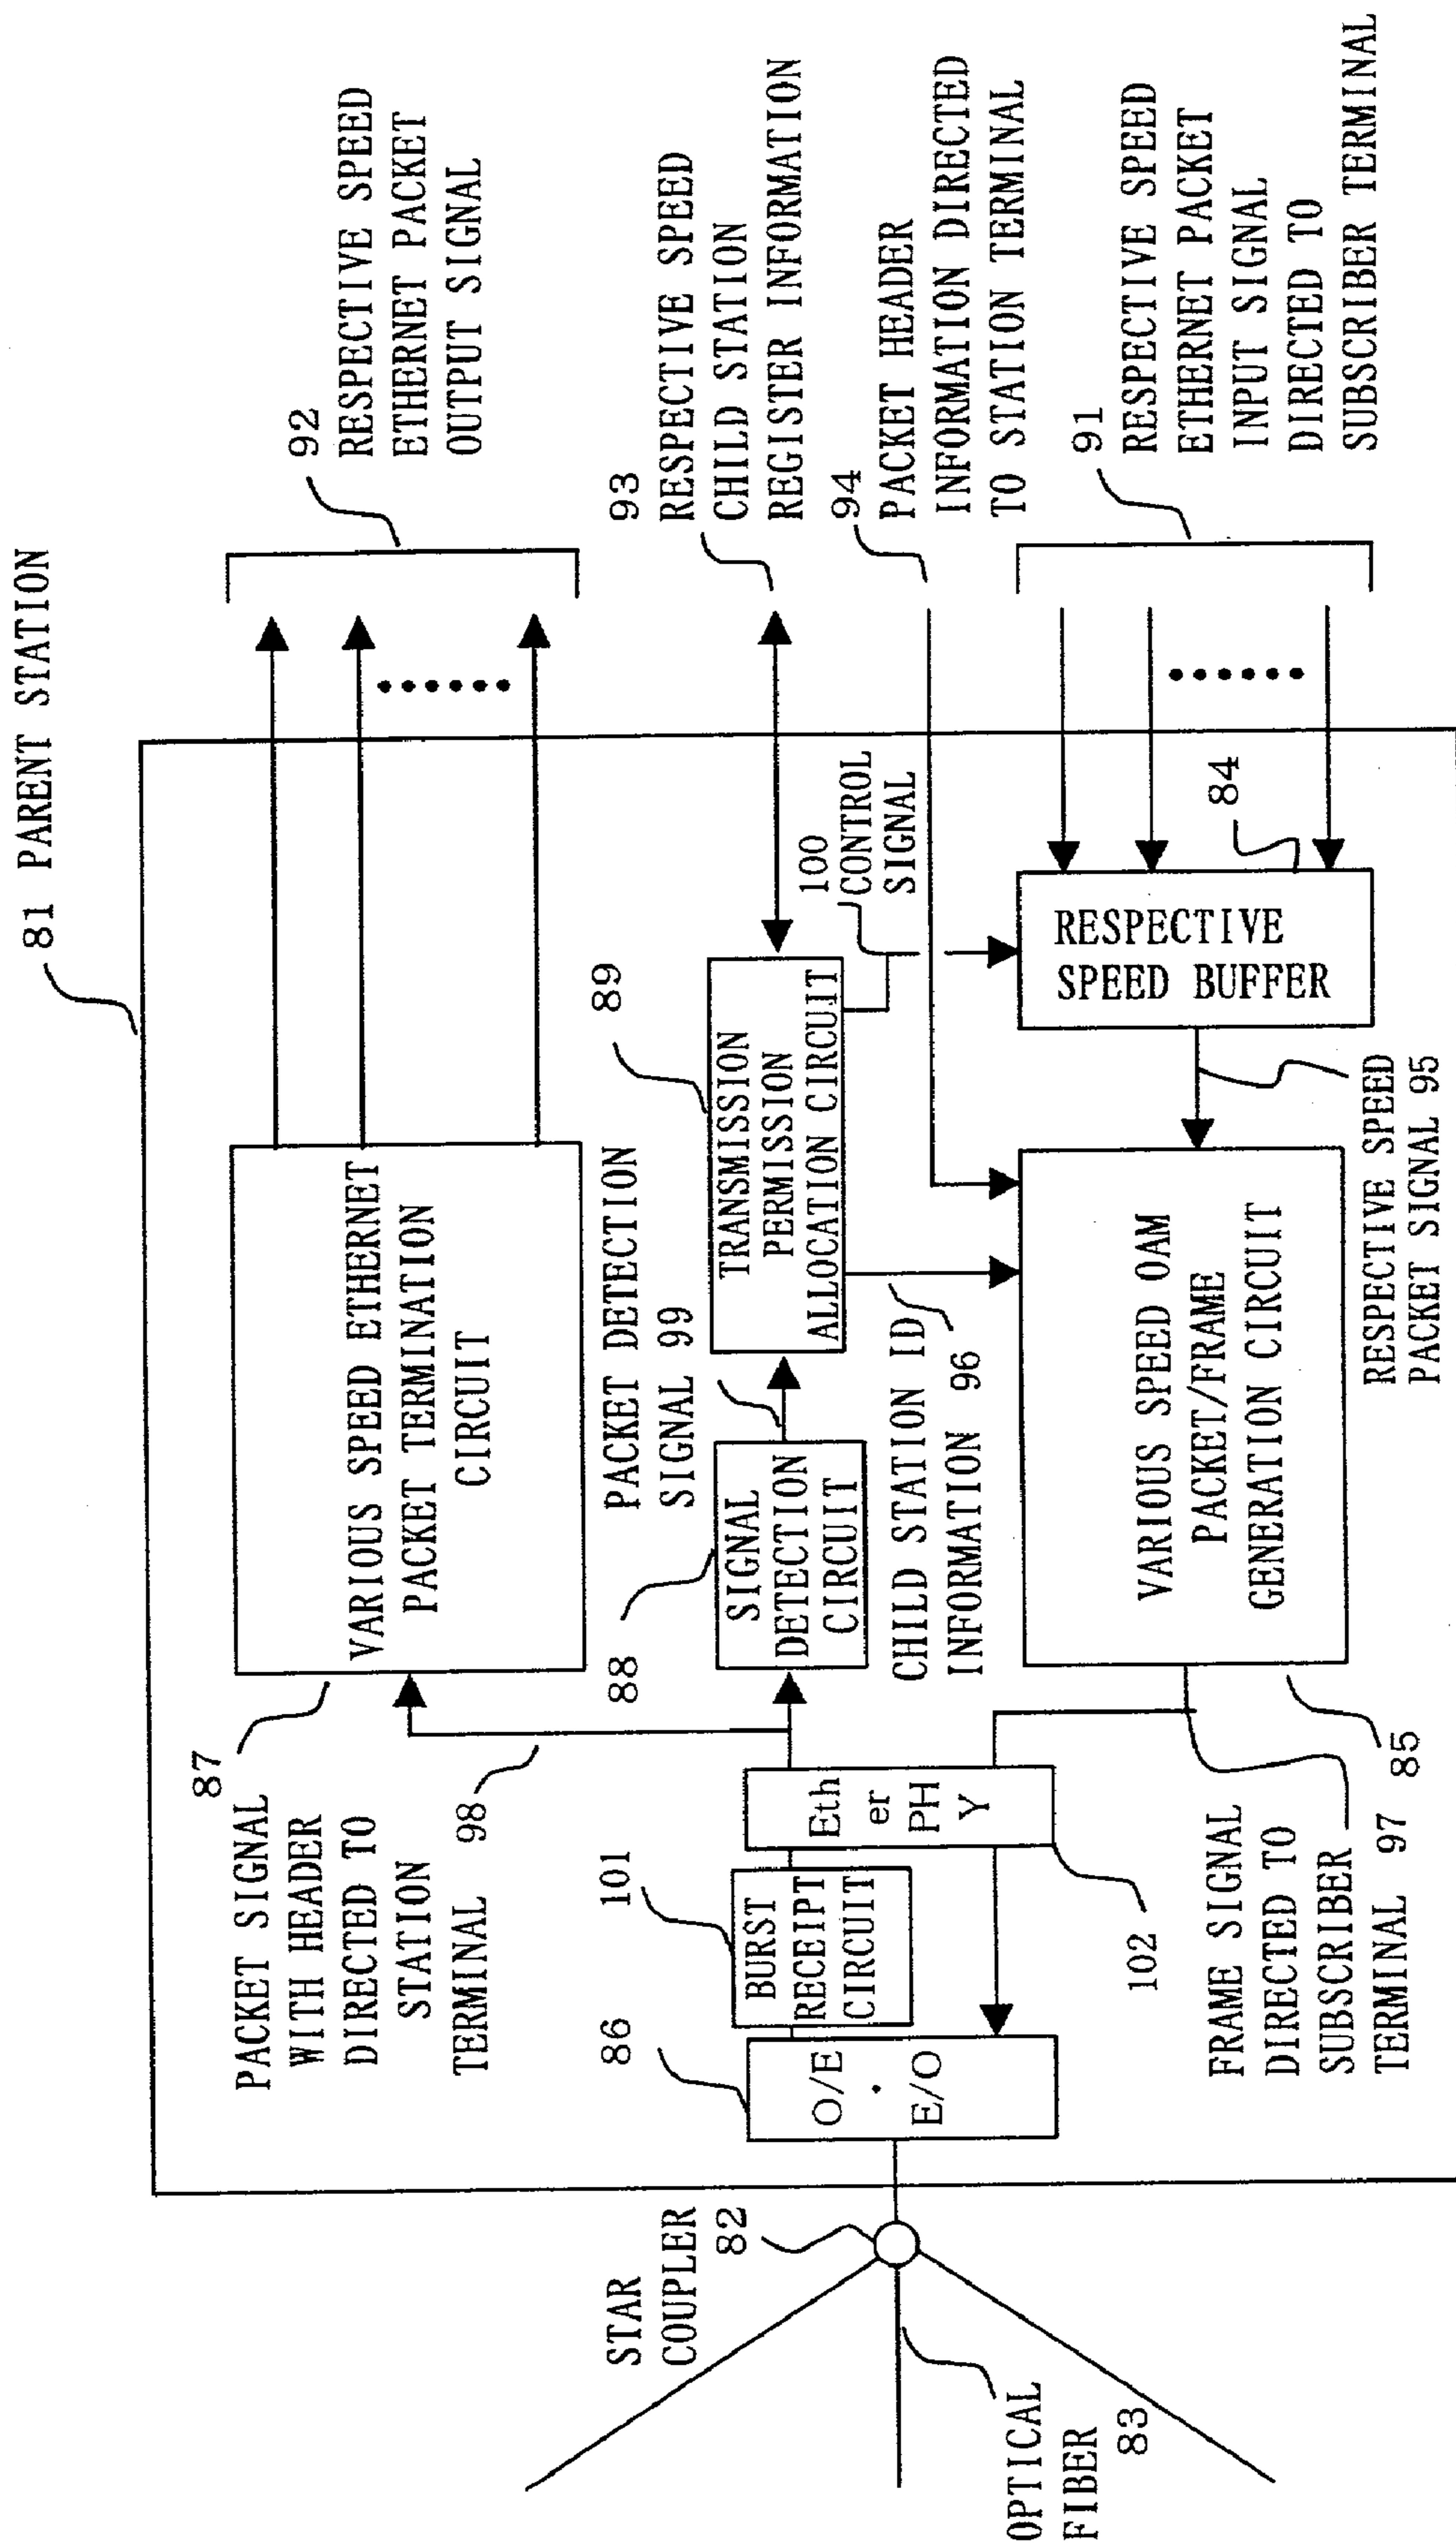 81 PARENT STATION
92
RESPECTIVE SPEED
ETHERNET PACKET
OUTPUT SIGNAL
93
RESPECTIVE SPEED
CHILD STATION
REGISTER INFORMATION
94
PACKET HEADER
INFORMATION DIRECTED
TO STATION TERMINAL
91
RESPECTIVE SPEED
ETHERNET PACKET
INPUT SIGNAL
DIRECTED TO
SUBSCRIBER TERMINAL
87
VARIOUS SPEED ETHERNET
PACKET TERMINATION
CIRCUIT
PACKET SIGNAL
WITH HEADER
DIRECTED TO
STATION
TERMINAL 98
88
SIGNAL
DETECTION
CIRCUIT
PACKET DETECTION
SIGNAL 99
89
TRANSMISSION
PERMISSION
ALLOCATION CIRCUIT
100
CONTROL
SIGNAL
84
RESPECTIVE
SPEED BUFFER
CHILD STATION ID
INFORMATION 96
VARIOUS SPEED OAM
PACKET/FRAME
GENERATION CIRCUIT
85
RESPECTIVE SPEED
PACKET SIGNAL 95
101
BURST
RECEIPT
CIRCUIT
Eth
er
PH
Y
102
86
O/E
・
E/O
FRAME SIGNAL
DIRECTED TO
SUBSCRIBER
TERMINAL 97
STAR
COUPLER
82
OPTICAL
FIBER
83